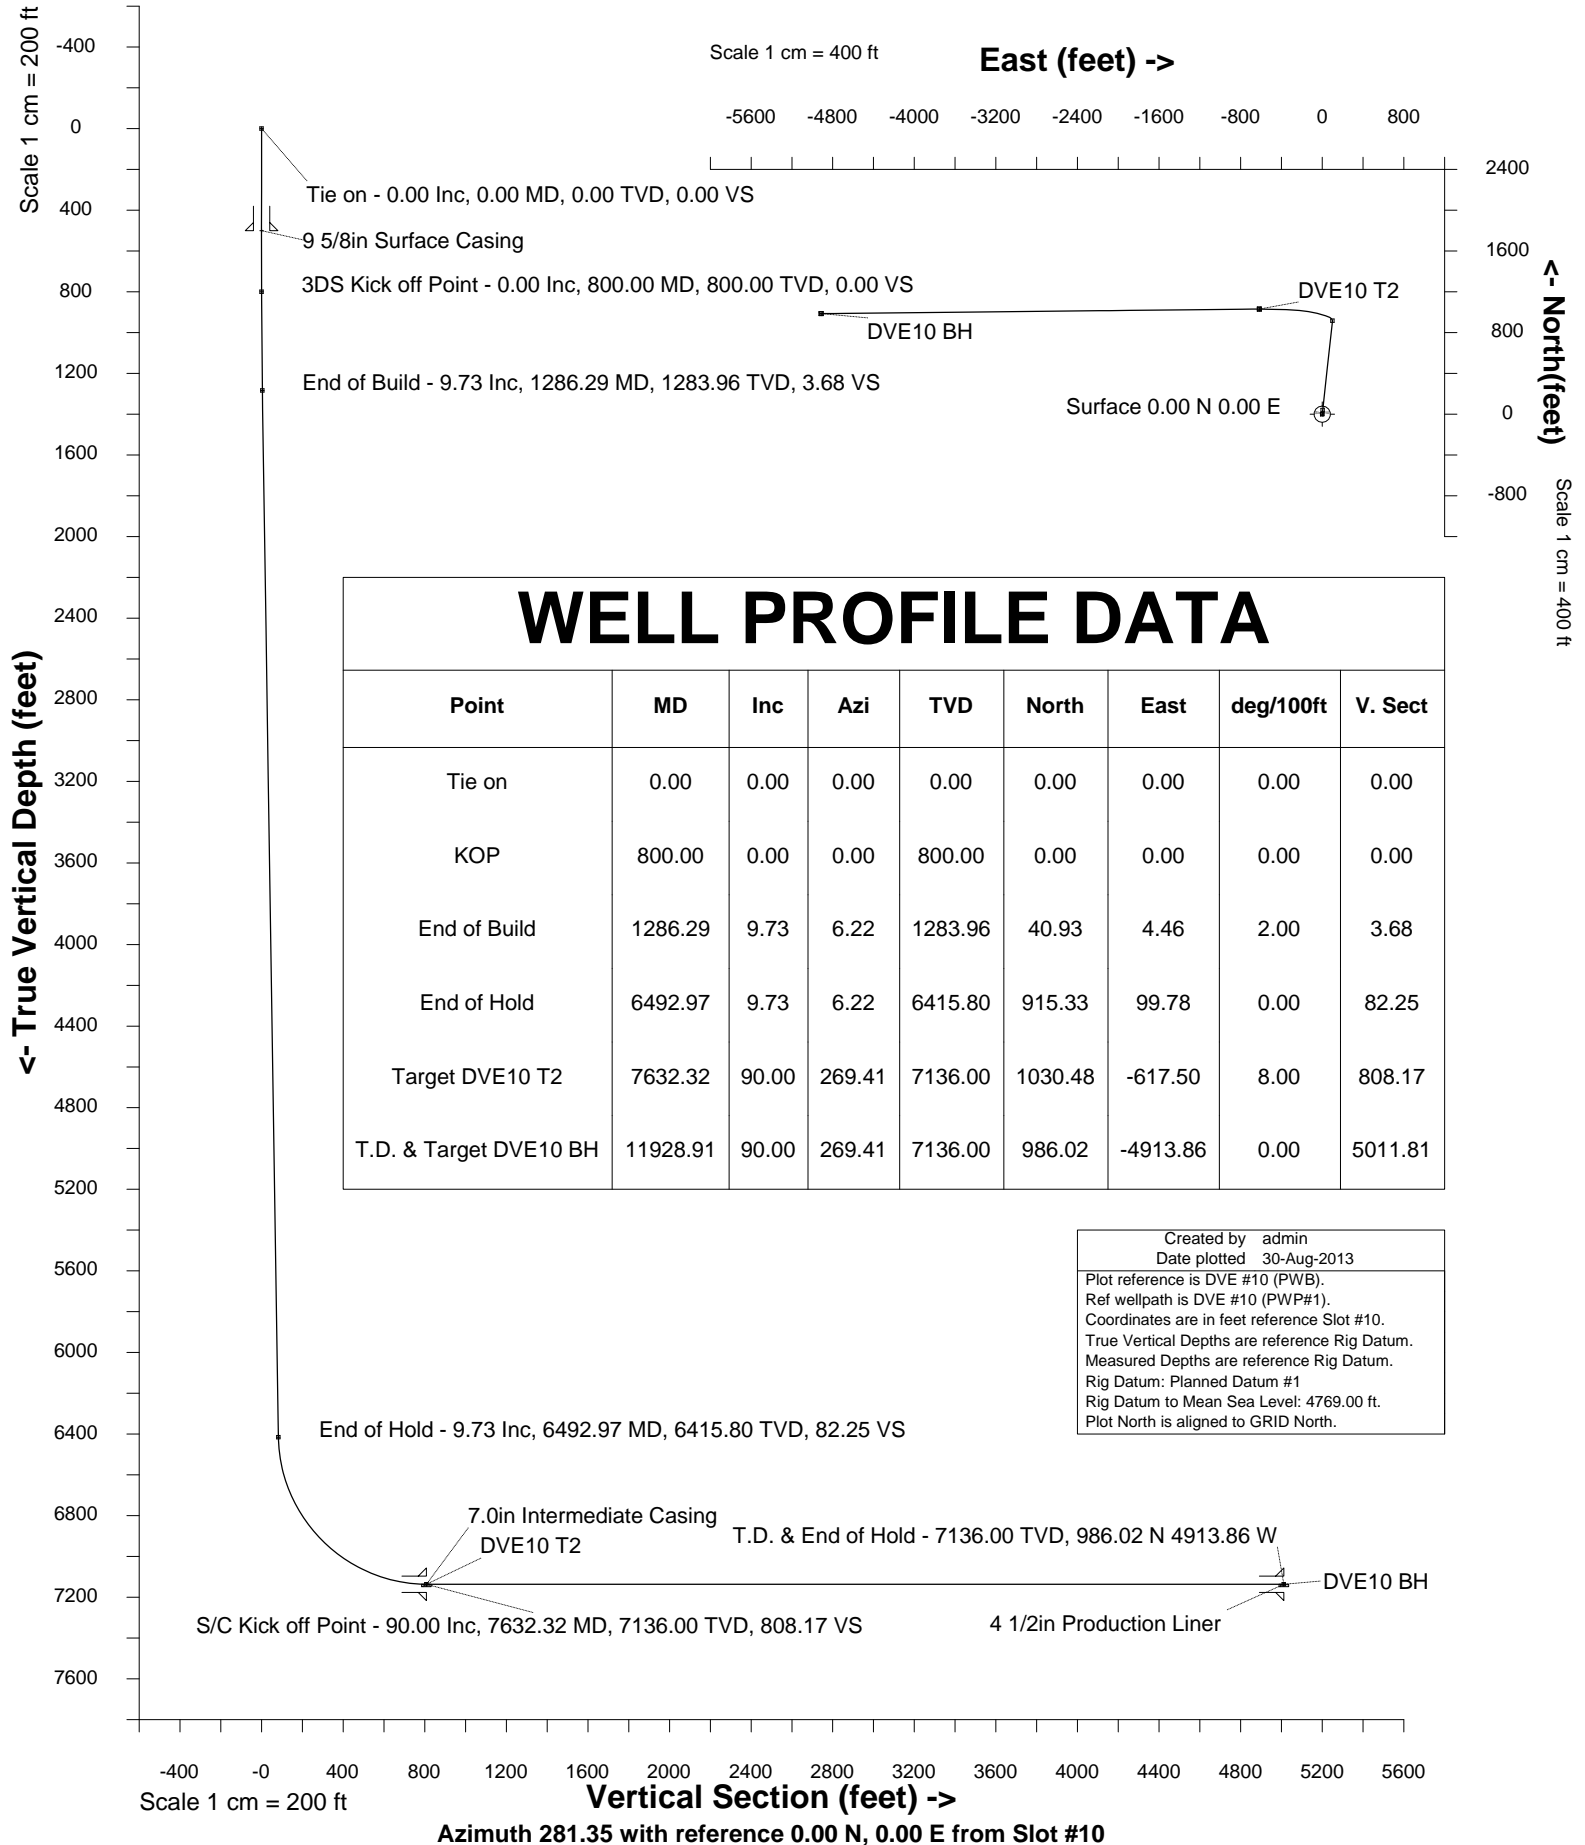 Scale 1 cm = 200 ft
-400
0
400
800
1200
1600
2000
2400
2800
3200
3600
4000
4400
4800
5200
5600
6000
6400
6800
7200
7600
<- True Vertical Depth (feet)
Scale 1 cm = 400 ft
East (feet) ->
-5600 -4800 -4000 -3200 -2400 -1600 -800 0 800
2400
1600
800
0
-800
<- North(feet)
Scale 1 cm = 400 ft
Tie on - 0.00 Inc, 0.00 MD, 0.00 TVD, 0.00 VS
9 5/8in Surface Casing
3DS Kick off Point - 0.00 Inc, 800.00 MD, 800.00 TVD, 0.00 VS
End of Build - 9.73 Inc, 1286.29 MD, 1283.96 TVD, 3.68 VS
DVE10 T2
DVE10 BH
Surface 0.00 N 0.00 E
WELL PROFILE DATA
Point MD Inc Azi TVD North East deg/100ft V. Sect
Tie on 0.00 0.00 0.00 0.00 0.00 0.00 0.00 0.00
KOP 800.00 0.00 0.00 800.00 0.00 0.00 0.00 0.00
End of Build 1286.29 9.73 6.22 1283.96 40.93 4.46 2.00 3.68
End of Hold 6492.97 9.73 6.22 6415.80 915.33 99.78 0.00 82.25
Target DVE10 T2 7632.32 90.00 269.41 7136.00 1030.48 -617.50 8.00 808.17
T.D. & Target DVE10 BH 11928.91 90.00 269.41 7136.00 986.02 -4913.86 0.00 5011.81
Created by admin
Date plotted 30-Aug-2013
Plot reference is DVE #10 (PWB).
Ref wellpath is DVE #10 (PWP#1).
Coordinates are in feet reference Slot #10.
True Vertical Depths are reference Rig Datum.
Measured Depths are reference Rig Datum.
Rig Datum: Planned Datum #1
Rig Datum to Mean Sea Level: 4769.00 ft.
Plot North is aligned to GRID North.
End of Hold - 9.73 Inc, 6492.97 MD, 6415.80 TVD, 82.25 VS
7.0in Intermediate Casing
DVE10 T2
T.D. & End of Hold - 7136.00 TVD, 986.02 N 4913.86 W
DVE10 BH
S/C Kick off Point - 90.00 Inc, 7632.32 MD, 7136.00 TVD, 808.17 VS
4 1/2in Production Liner
-400 -0 400 800 1200 1600 2000 2400 2800 3200 3600 4000 4400 4800 5200 5600
Scale 1 cm = 200 ft
Vertical Section (feet) ->
Azimuth 281.35 with reference 0.00 N, 0.00 E from Slot #10